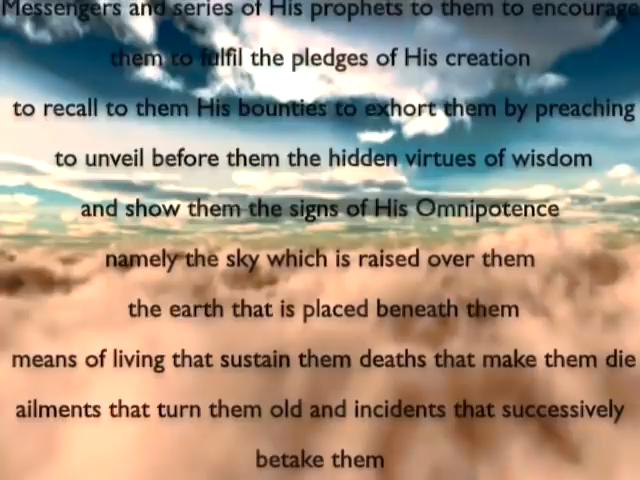 Messengers and series of His prophets to them to encourage
them to fulfil the pledges of His creation
to recall to them His bounties to exhort them by preaching
to unveil before them the hidden virtues of wisdom
and show them the signs of His Omnipotence
namely the sky which is raised over them
the earth that is placed beneath them
means of living that sustain them deaths that make them die
ailments that turn them old and incidents that successively
betake them